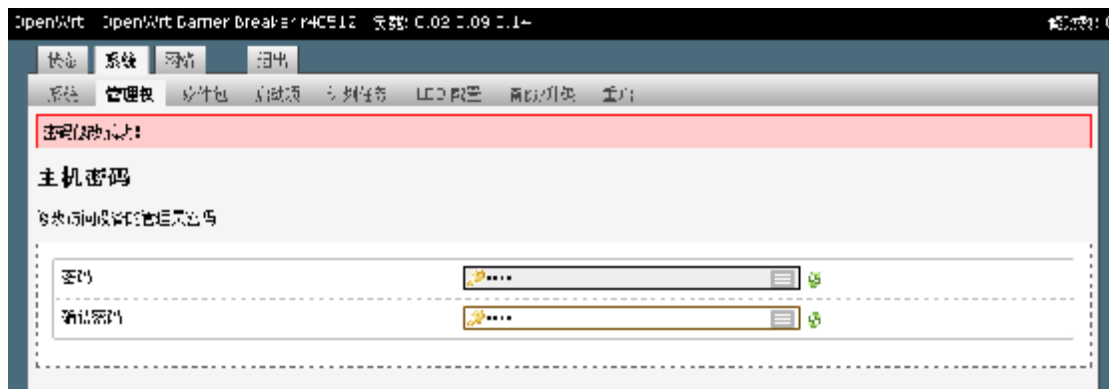 OpenWrt OpenWrt Barrier Breaker r40512 负载: 0.02 0.09 0.14
状态 系统 网络 退出
系统 管理权 软件包 启动项 计划任务 LED 配置 备份/升级 重启
密码修改成功!
主机密码
修改访问设备的管理员密码
密码
确认密码